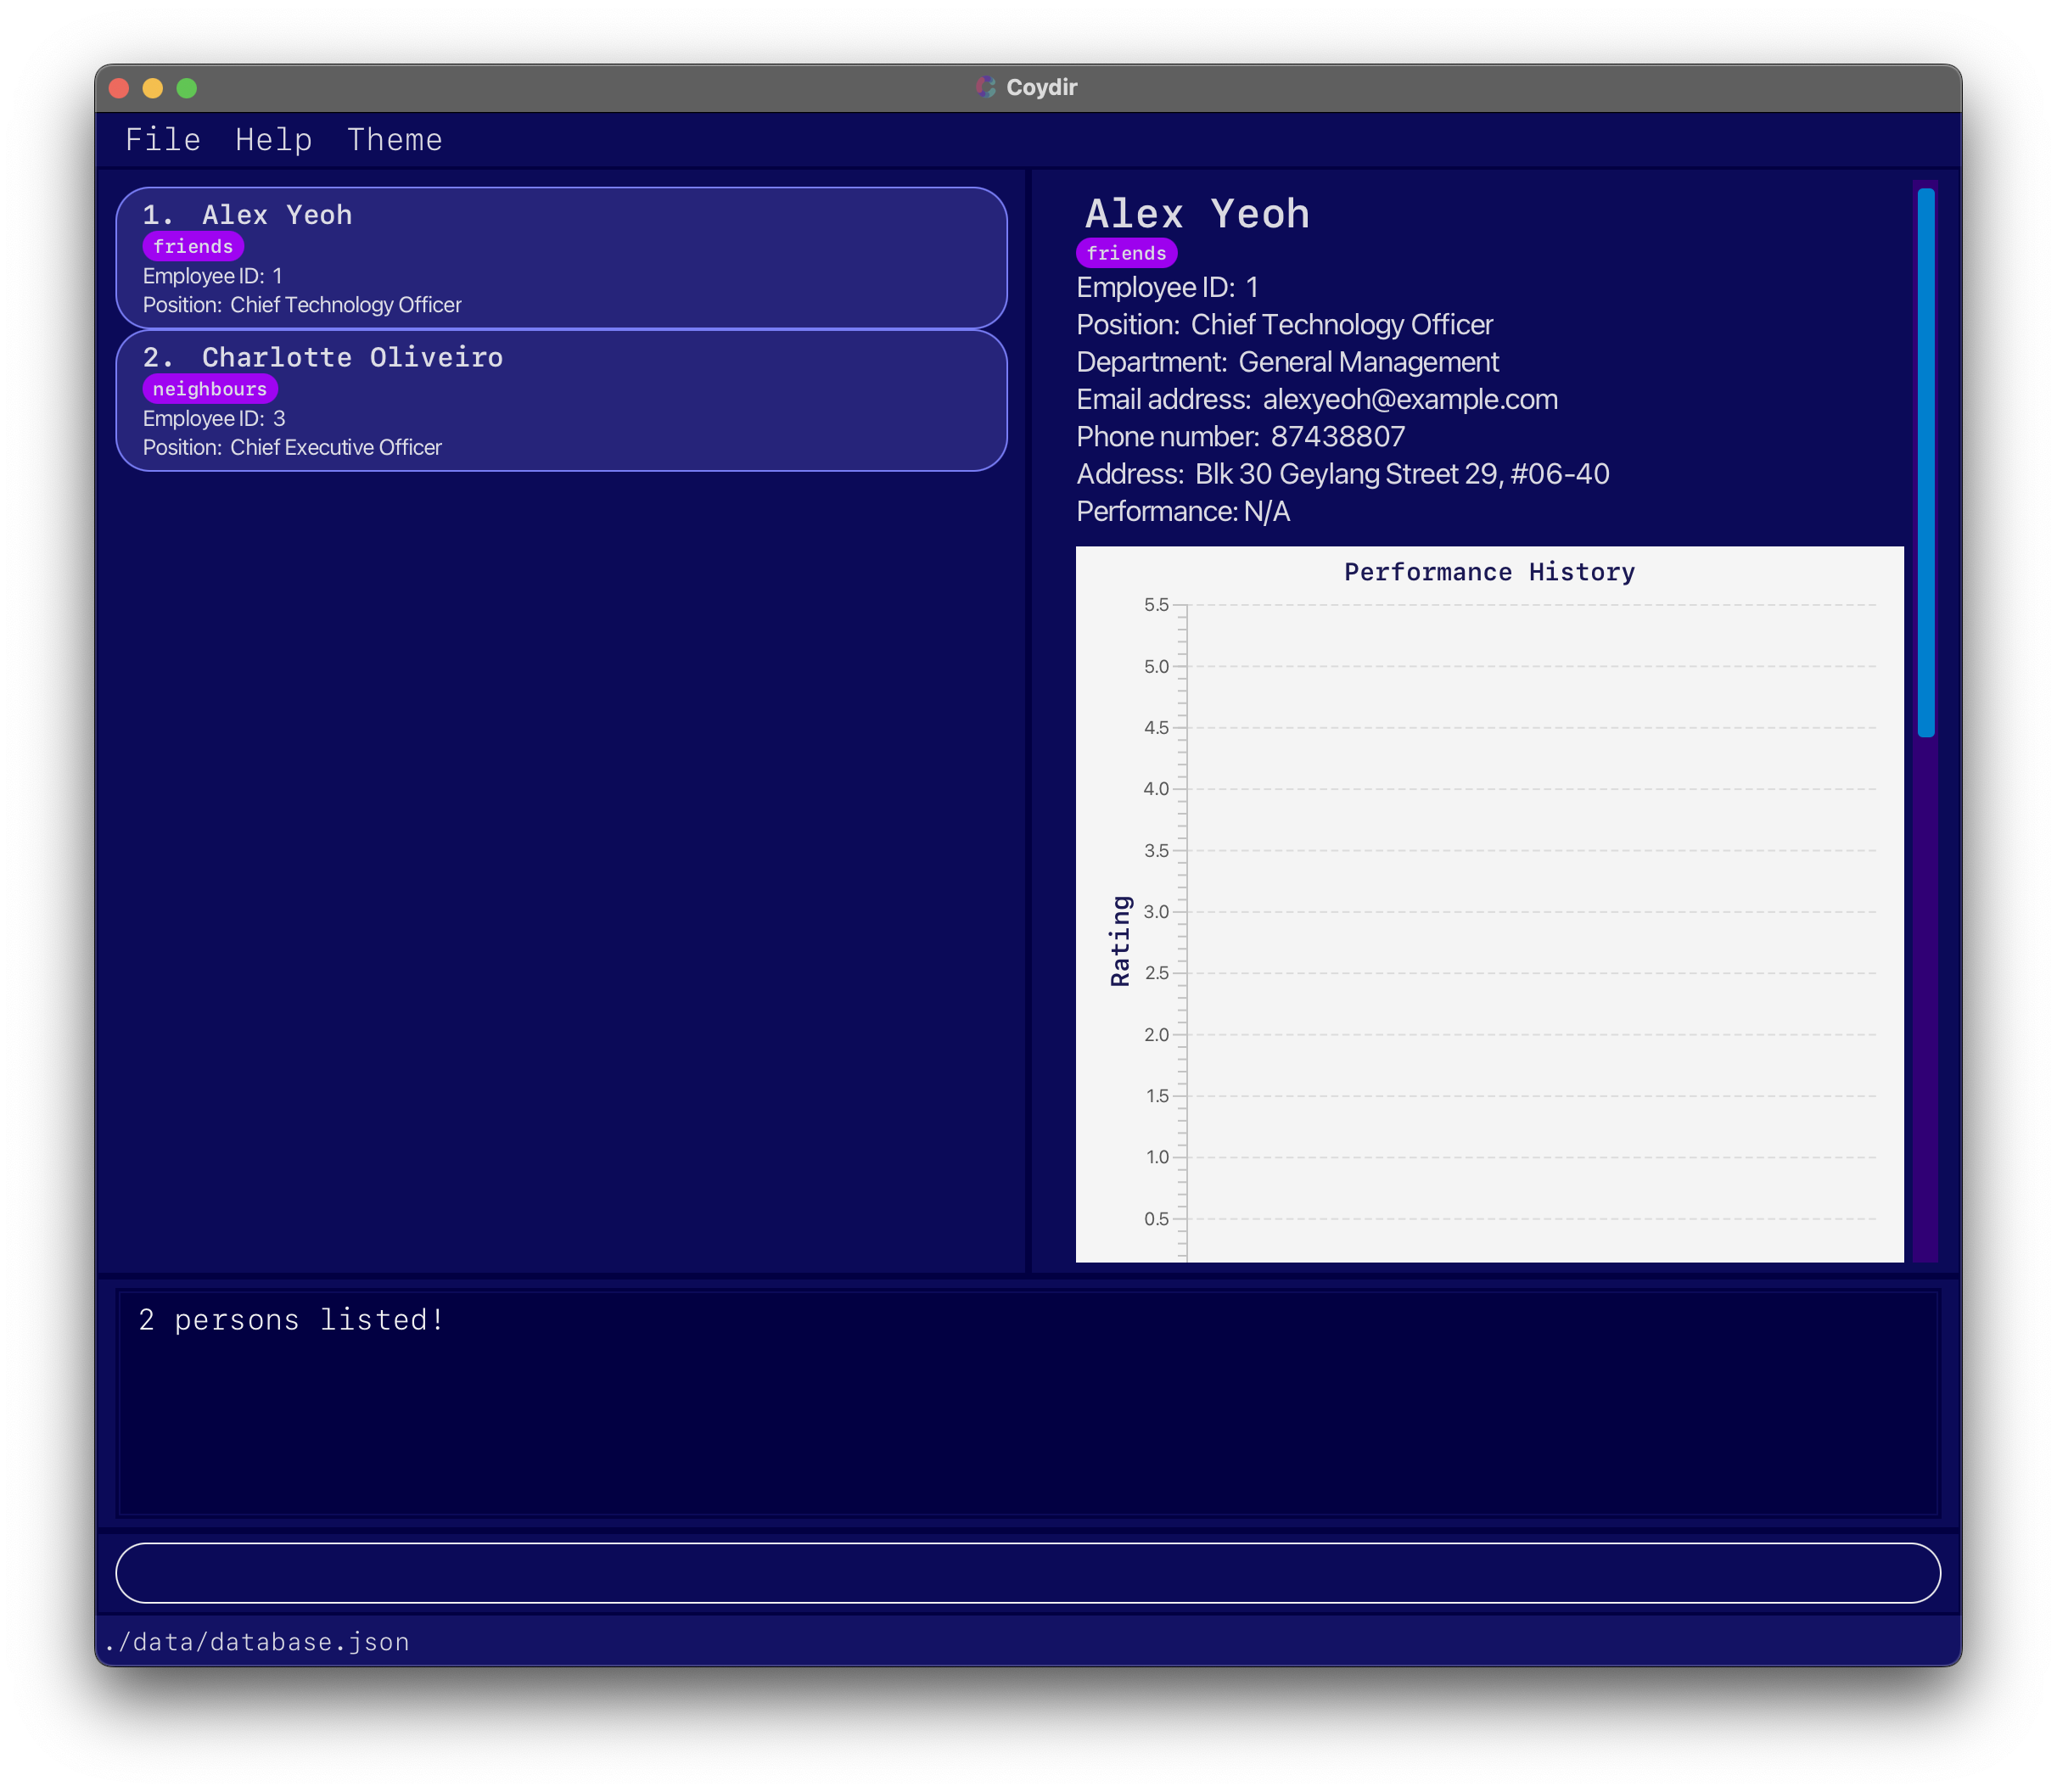 Coydir
File Help Theme
1. Alex Yeoh
friends
Employee ID: 1
Position: Chief Technology Officer
2. Charlotte Oliveiro
neighbours
Employee ID: 3
Position: Chief Executive Officer
Alex Yeoh
friends
Employee ID: 1
Position: Chief Technology Officer
Department: General Management
Email address: alexyeoh@example.com
Phone number: 87438807
Address: Blk 30 Geylang Street 29, #06-40
Performance: N/A
Performance History
5.5
5.0
4.5
4.0
3.5
Rating
3.0
2.5
2.0
1.5
1.0
0.5
2 persons listed!
./data/database.json